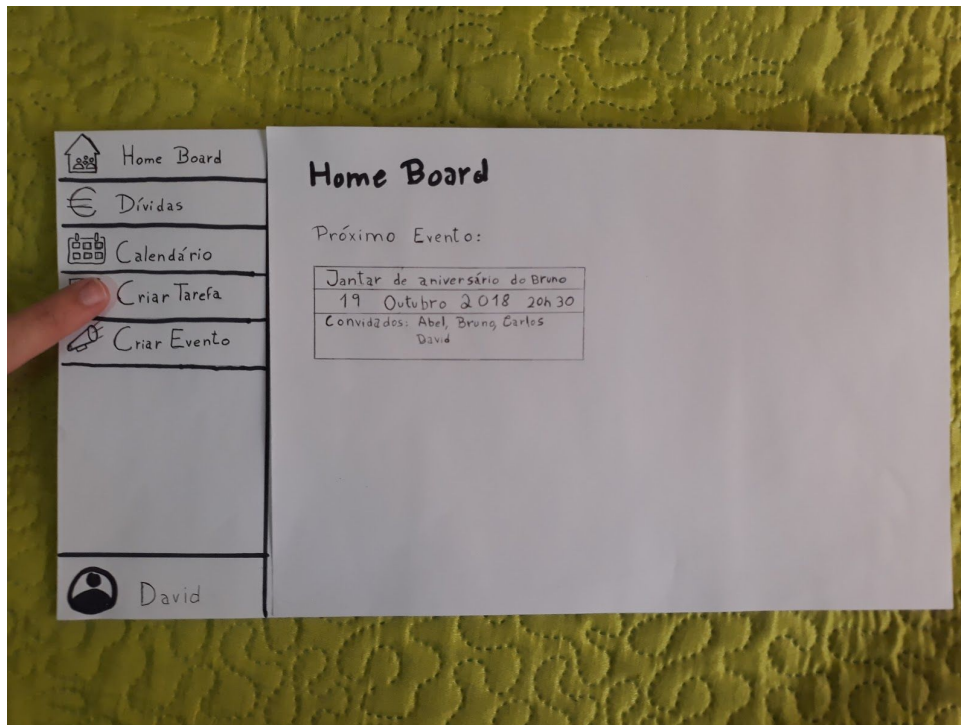 Home Board
Dívidas
Calendário
Criar Tarefa
Criar Evento
David
Home Board
Próximo Evento:
Jantar de aniversário do Bruno
19 Outubro 2018 20h30
Convidados: Abel, Bruno, Carlos
David